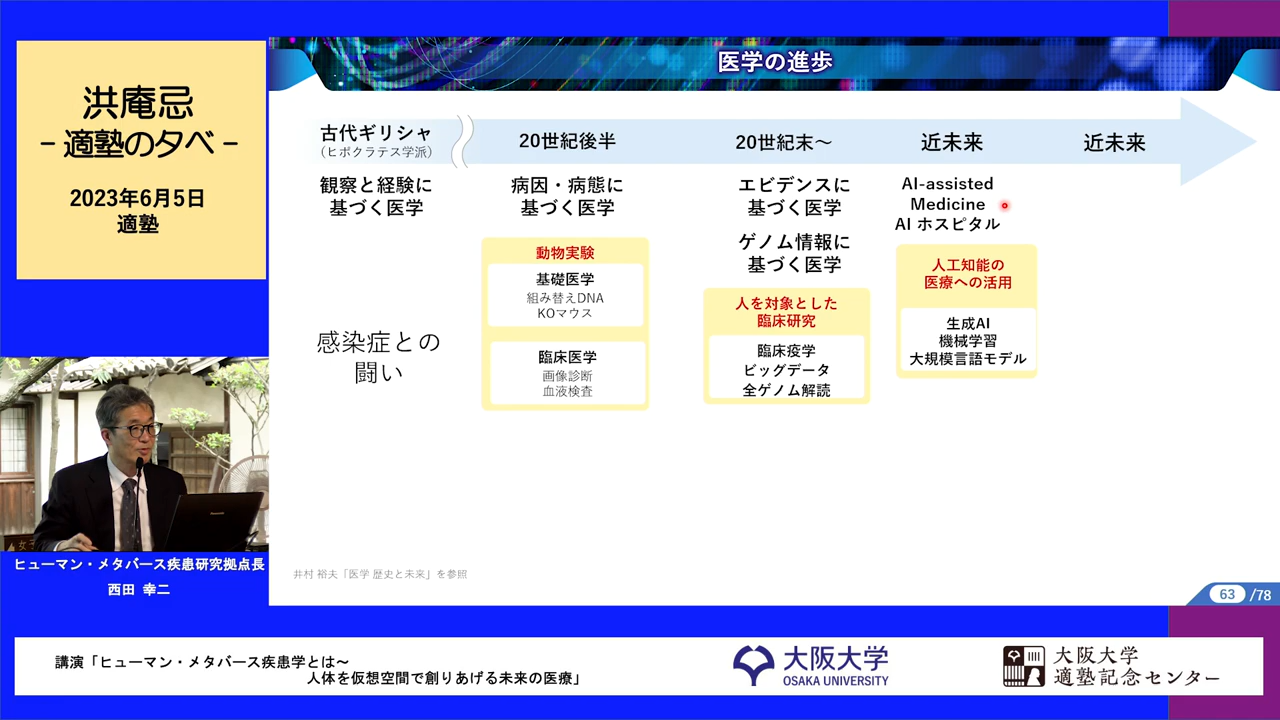 洪庵忌
- 適塾の夕べ -
2023年6月5日
適塾
医学の進歩
古代ギリシャ
(ヒポクラテス学派)
20世紀後半
20世紀末～
近未来
近未来
観察と経験に
基づく医学
病因・病態に
基づく医学
エビデンスに
基づく医学
ゲノム情報に
基づく医学
AI-assisted
Medicine
AI ホスピタル
動物実験
基礎医学
組み替えDNA
KOマウス
臨床医学
画像診断
血液検査
人を対象とした
臨床研究
臨床疫学
ビッグデータ
全ゲノム解読
人工知能の
医療への活用
生成AI
機械学習
大規模言語モデル
感染症との
闘い
井村 裕夫「医学 歴史と未来」を参照
63 /78
ヒューマン・メタバース疾患研究拠点長
西田 幸二
講演「ヒューマン・メタバース疾患学とは～
人体を仮想空間で創りあげる未来の医療」
大阪大学
OSAKA UNIVERSITY
大阪大学
適塾記念センター